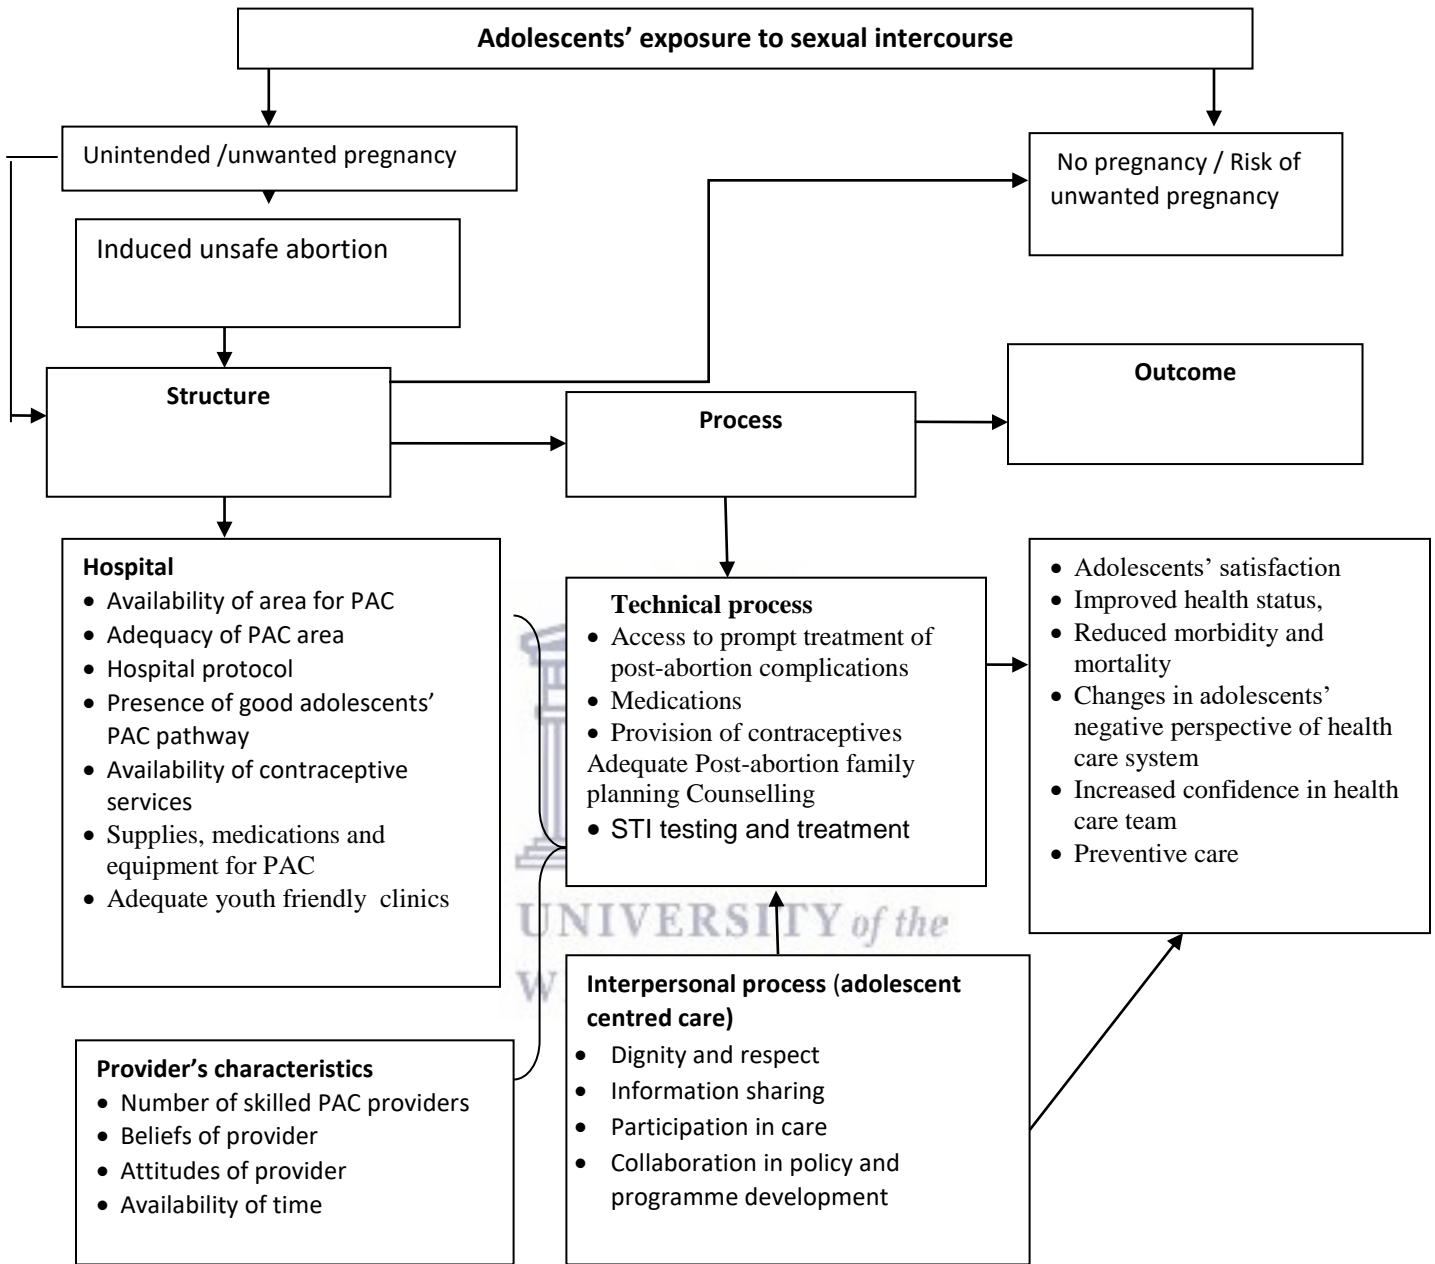 Adolescents’ exposure to sexual intercourse
Unintended /unwanted pregnancy
No pregnancy / Risk of
unwanted pregnancy
Induced unsafe abortion
Structure
Process
Outcome
Hospital
• Availability of area for PAC
• Adequacy of PAC area
• Hospital protocol
• Presence of good adolescents’
PAC pathway
• Availability of contraceptive
services
• Supplies, medications and
equipment for PAC
• Adequate youth friendly clinics
Provider’s characteristics
• Number of skilled PAC providers
• Beliefs of provider
• Attitudes of provider
• Availability of time
Technical process
• Access to prompt treatment of
post-abortion complications
• Medications
• Provision of contraceptives
Adequate Post-abortion family
planning Counselling
• STI testing and treatment
UNIVERSITY of the
W
Interpersonal process (adolescent
centred care)
• Dignity and respect
• Information sharing
• Participation in care
• Collaboration in policy and
programme development
• Adolescents’ satisfaction
• Improved health status,
• Reduced morbidity and
mortality
• Changes in adolescents’
negative perspective of health
care system
• Increased confidence in health
care team
• Preventive care